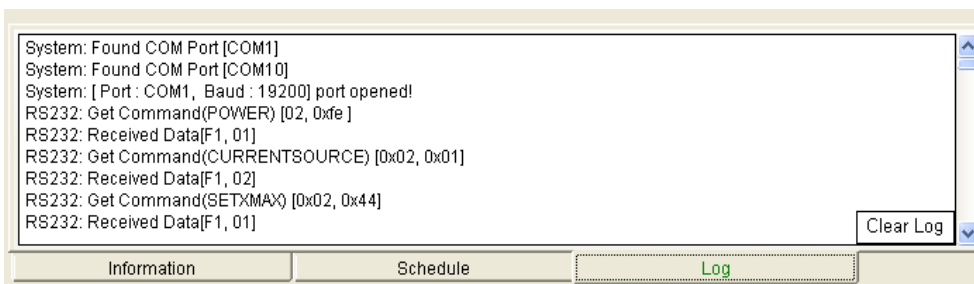 System: Found COM Port [COM1]
System: Found COM Port [COM10]
System: [ Port : COM1,  Baud : 19200] port opened!
RS232: Get Command(POWER) [02, 0xfe ]
RS232: Received Data[F1, 01]
RS232: Get Command(CURRENTSOURCE) [0x02, 0x01]
RS232: Received Data[F1, 02]
RS232: Get Command(SETXMAX) [0x02, 0x44]
RS232: Received Data[F1, 01]
Clear Log
Information Schedule Log